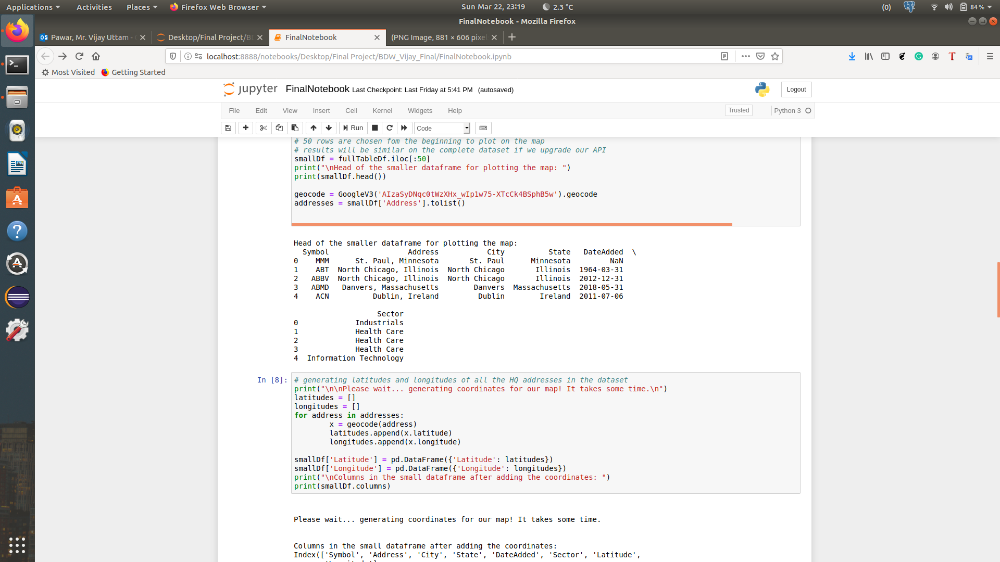 Applications Activities Places Firefox Web Browser Sun Mar 22, 23:19 2.3 °C (0) 84 %
FinalNotebook - Mozilla Firefox
Pawar, Mr. Vijay Uttam - Desktop/Final Project/BD FinalNotebook (PNG Image, 881 × 606 pixel
localhost:8888/notebooks/Desktop/Final Project/BDW_Vijay_Final/FinalNotebook.ipynb
Most Visited Getting Started
jupyter FinalNotebook Last Checkpoint: Last Friday at 5:41 PM (autosaved) Logout
File Edit View Insert Cell Kernel Widgets Help Trusted Python 3
Run Code
# 50 rows are chosen fom the beginning to plot on the map
# results will be similar on the complete dataset if we upgrade our API
smallDf = fullTableDf.iloc[:50]
print("\nHead of the smaller dataframe for plotting the map: ")
print(smallDf.head())
geocode = GoogleV3('AIzaSyDNqc0tWzXHx_wIp1w75-XTcCk4BSphB5w').geocode
addresses = smallDf['Address'].tolist()
Head of the smaller dataframe for plotting the map:
Symbol Address City State DateAdded \
0 MMM St. Paul, Minnesota St. Paul Minnesota NaN
1 ABT North Chicago, Illinois North Chicago Illinois 1964-03-31
2 ABBV North Chicago, Illinois North Chicago Illinois 2012-12-31
3 ABMD Danvers, Massachusetts Danvers Massachusetts 2018-05-31
4 ACN Dublin, Ireland Dublin Ireland 2011-07-06
Sector
0 Industrials
1 Health Care
2 Health Care
3 Health Care
4 Information Technology
In [8]: # generating latitudes and longitudes of all the HQ addresses in the dataset
print("\n\nPlease wait... generating coordinates for our map! It takes some time.\n")
latitudes = []
longitudes = []
for address in addresses:
x = geocode(address)
latitudes.append(x.latitude)
longitudes.append(x.longitude)
smallDf['Latitude'] = pd.DataFrame({'Latitude': latitudes})
smallDf['Longitude'] = pd.DataFrame({'Longitude': longitudes})
print("\nColumns in the small dataframe after adding the coordinates: ")
print(smallDf.columns)
Please wait... generating coordinates for our map! It takes some time.
Columns in the small dataframe after adding the coordinates:
Index(['Symbol', 'Address', 'City', 'State', 'DateAdded', 'Sector', 'Latitude',